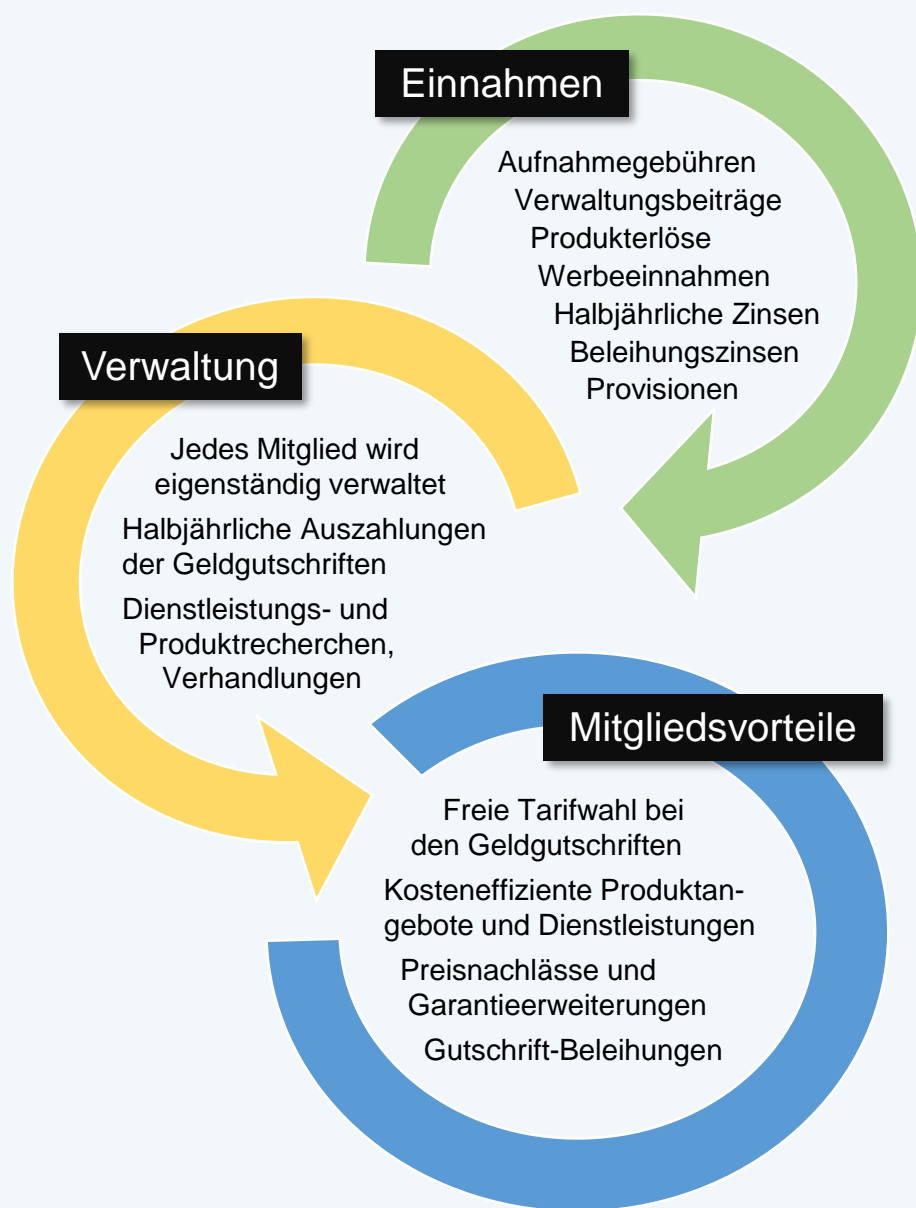 Einnahmen
Aufnahmegebühren
Verwaltungsbeiträge
Produkterlöse
Werbeeinnahmen
Halbjährliche Zinsen
Beleihungszinsen
Provisionen
Verwaltung
Jedes Mitglied wird
eigenständig verwaltet
Halbjährliche Auszahlungen
der Geldgutschriften
Dienstleistungs- und
Produktrecherchen,
Verhandlungen
Mitgliedsvorteile
Freie Tarifwahl bei
den Geldgutschriften
Kosteneffiziente Produktan-
gebote und Dienstleistungen
Preisnachlässe und
Garantieerweiterungen
Gutschrift-Beleihungen